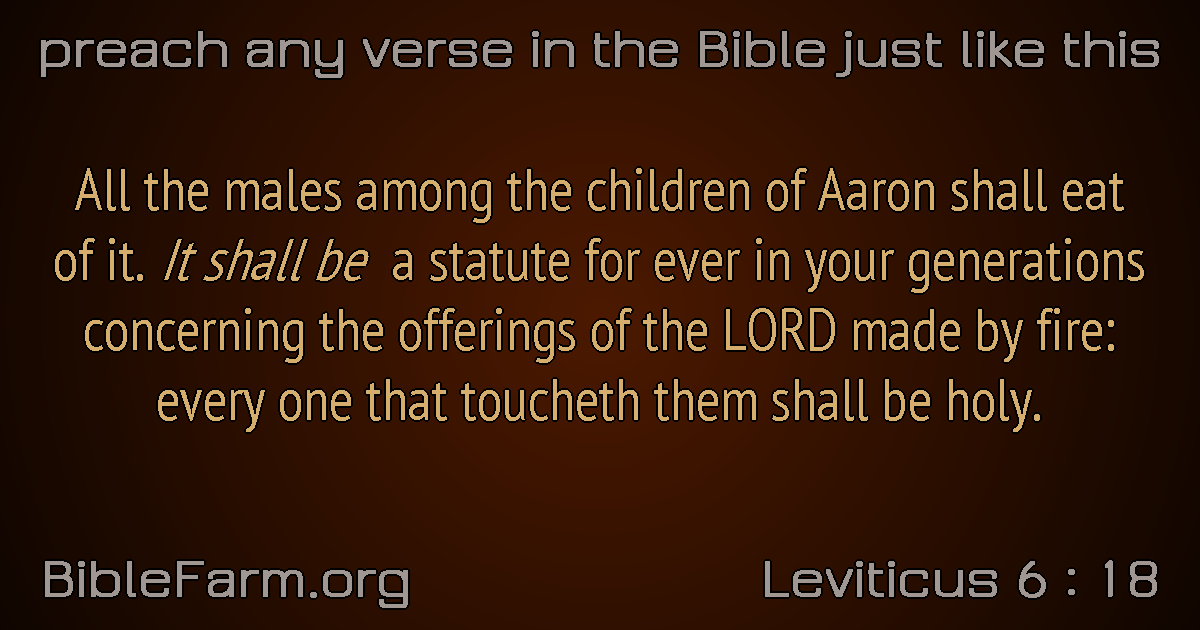 preach any verse in the Bible just like this
All the males among the children of Aaron shall eat
of it. It shall be a statute for ever in your generations
concerning the offerings of the LORD made by fire:
every one that toucheth them shall be holy.
BibleFarm.org
Leviticus 6 : 18